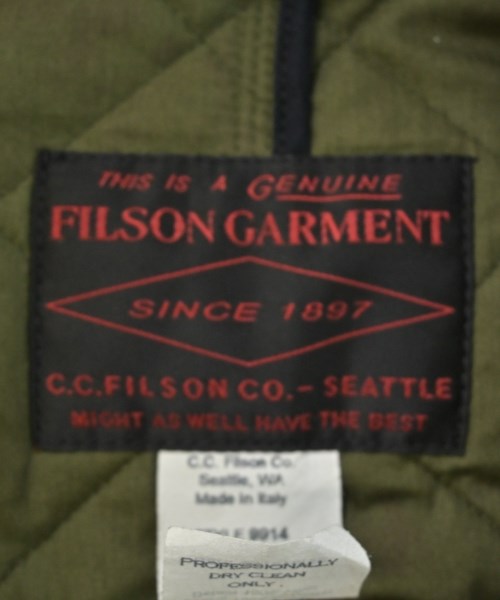 THIS IS A GENUINE
FILSON GARMENT
SINCE 1897
C.C.FILSON CO.- SEATTLE
MIGHT AS WELL HAVE THE BEST
C.C. Filson Co.
Seattle, WA
Made in Italy
9914
PROFESSIONALLY
DRY CLEAN
ONLY.